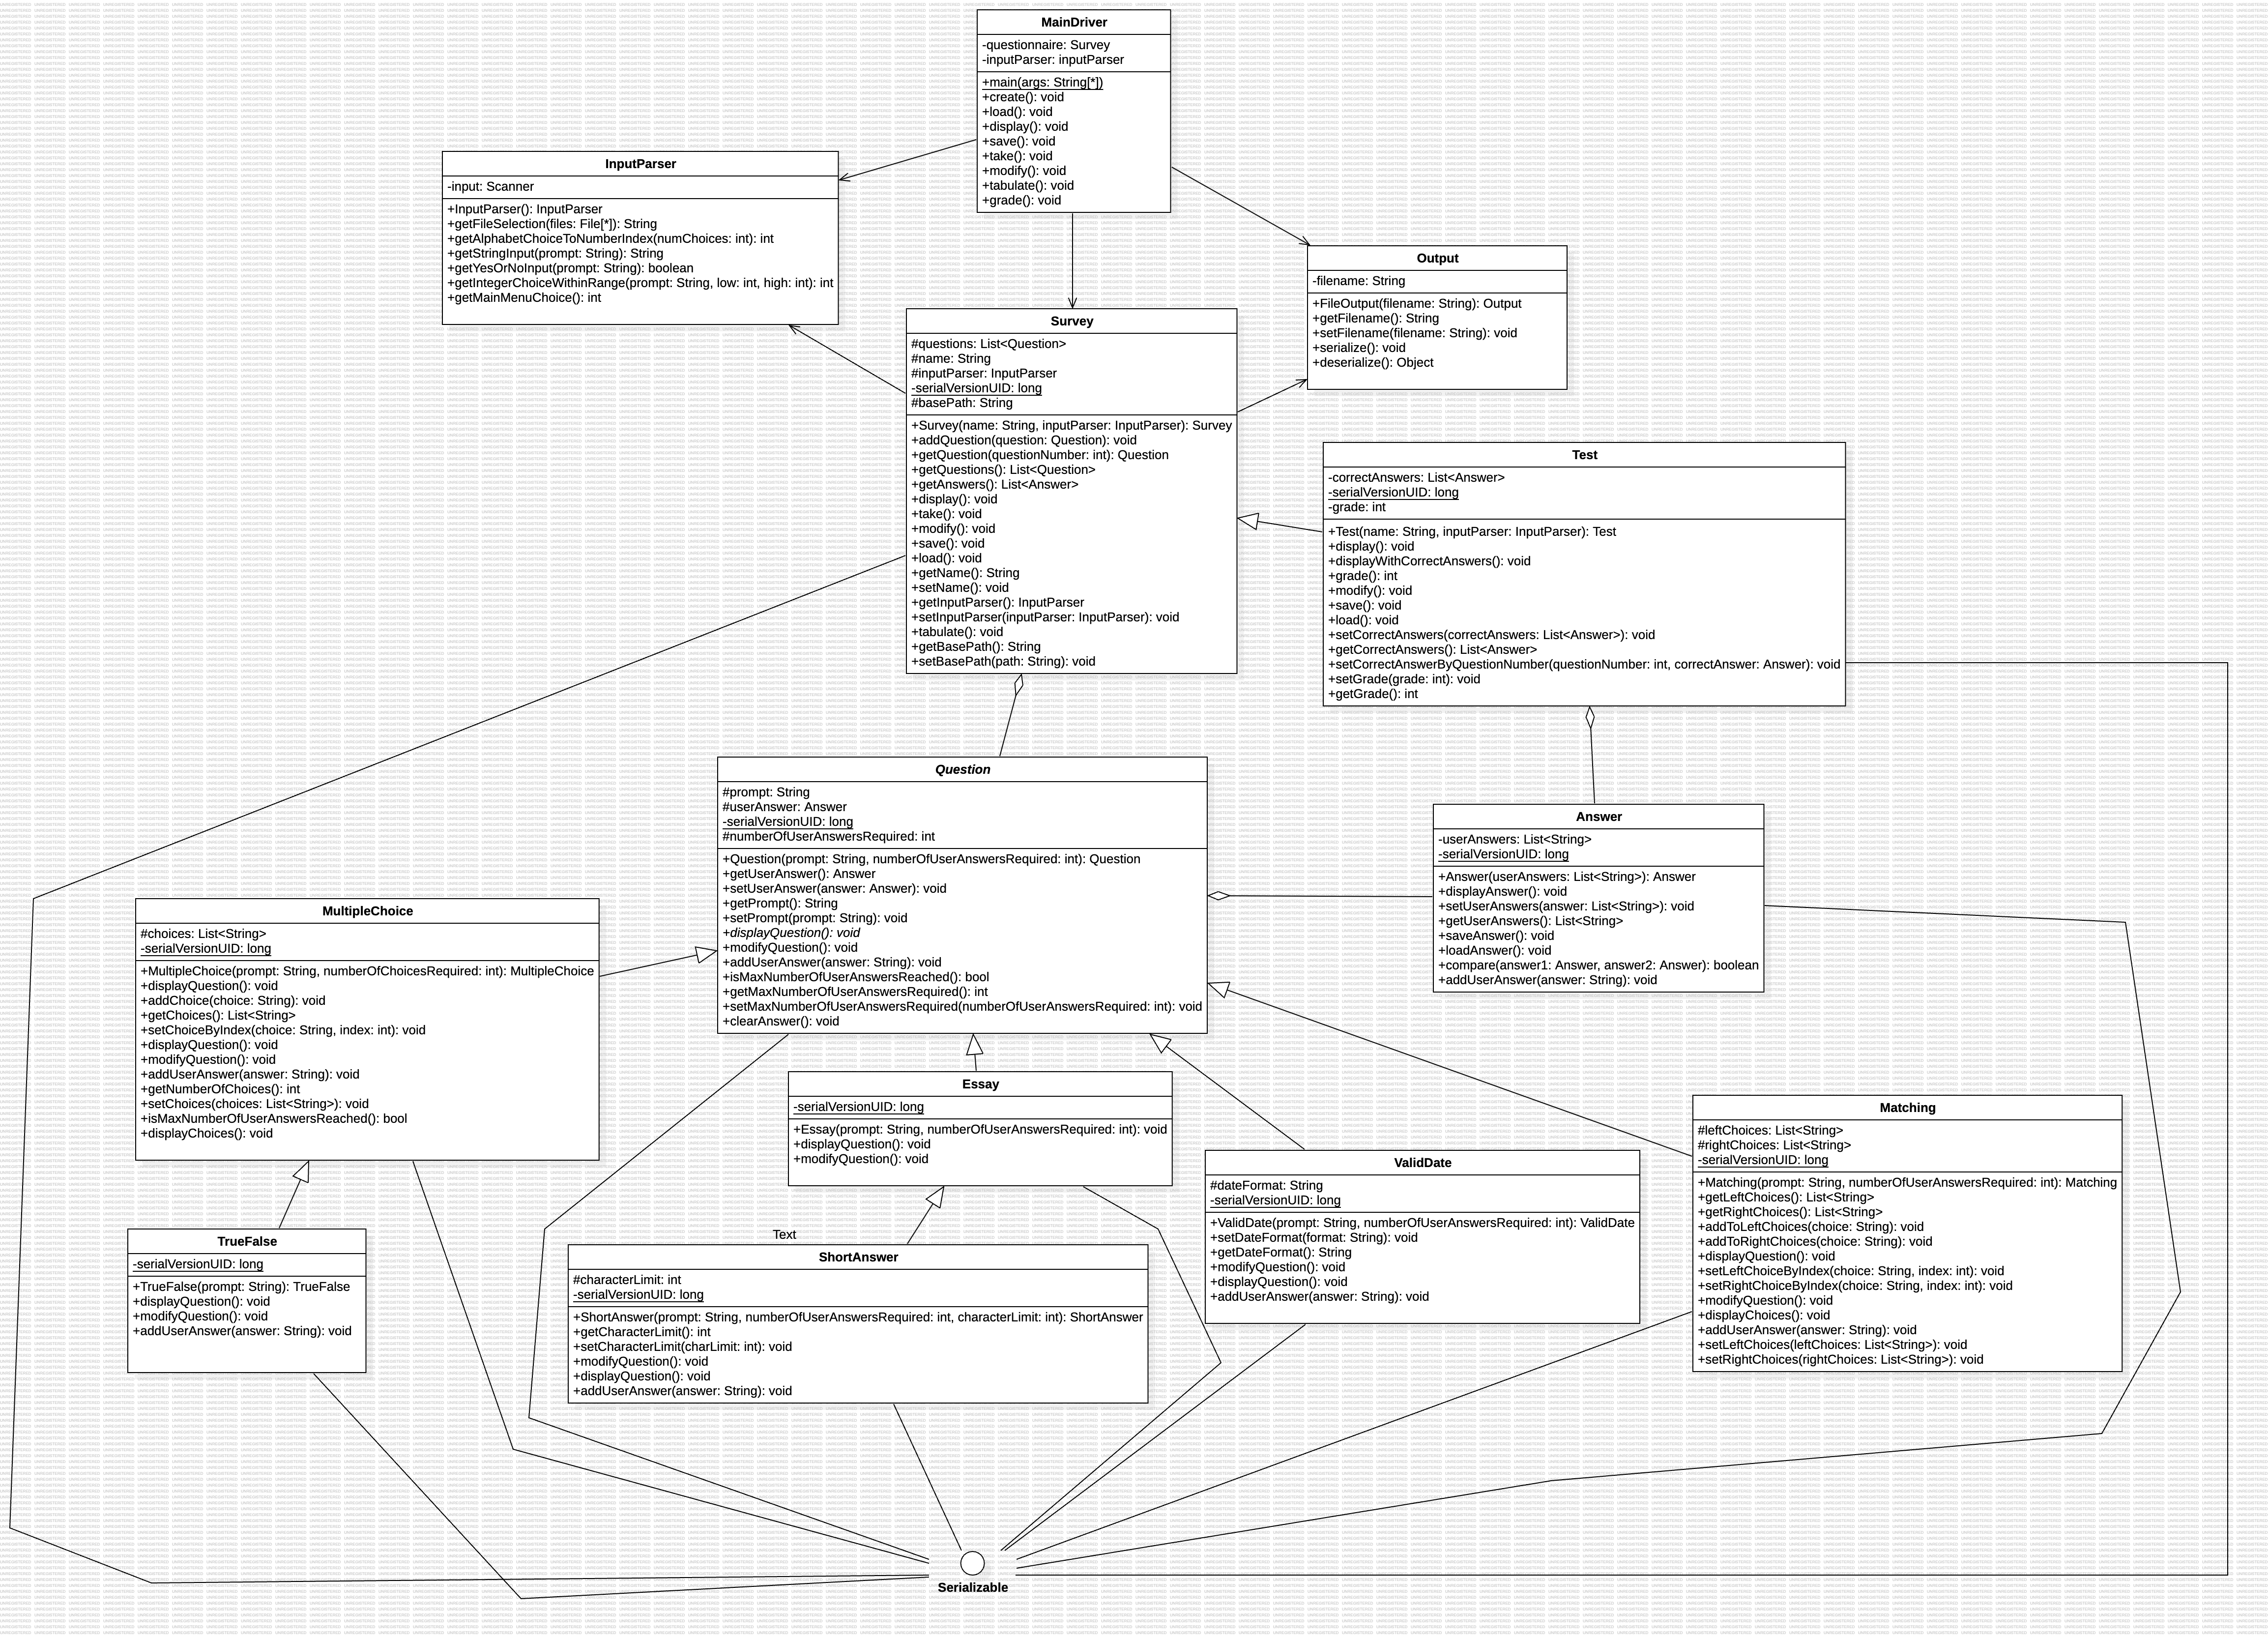 MainDriver
-questionnaire: Survey
-inputParser: inputParser
+main(args: String[*])
+create(): void
+load(): void
+display(): void
+save(): void
+take(): void
+modify(): void
+tabulate(): void
+grade(): void
InputParser
-input: Scanner
+InputParser(): InputParser
+getFileSelection(files: File[*]): String
+getAlphabetChoiceToNumberIndex(numChoices: int): int
+getStringInput(prompt: String): String
+getYesOrNoInput(prompt: String): boolean
+getIntegerChoiceWithinRange(prompt: String, low: int, high: int): int
+getMainMenuChoice(): int
Output
-filename: String
+FileOutput(filename: String): Output
+getFilename(): String
+setFilename(filename: String): void
+serialize(): void
+deserialize(): Object
Survey
#questions: List<Question>
#name: String
#inputParser: InputParser
-serialVersionUID: long
#basePath: String
+Survey(name: String, inputParser: InputParser): Survey
+addQuestion(question: Question): void
+getQuestion(questionNumber: int): Question
+getQuestions(): List<Question>
+getAnswers(): List<Answer>
+display(): void
+take(): void
+modify(): void
+save(): void
+load(): void
+getName(): String
+setName(): void
+getInputParser(): InputParser
+setInputParser(inputParser: InputParser): void
+tabulate(): void
+getBasePath(): String
+setBasePath(path: String): void
Test
-correctAnswers: List<Answer>
-serialVersionUID: long
-grade: int
+Test(name: String, inputParser: InputParser): Test
+display(): void
+displayWithCorrectAnswers(): void
+grade(): int
+modify(): void
+save(): void
+load(): void
+setCorrectAnswers(correctAnswers: List<Answer>): void
+getCorrectAnswers(): List<Answer>
+setCorrectAnswerByQuestionNumber(questionNumber: int, correctAnswer: Answer): void
+setGrade(grade: int): void
+getGrade(): int
Question
#prompt: String
#userAnswer: Answer
-serialVersionUID: long
#numberOfUserAnswersRequired: int
+Question(prompt: String, numberOfUserAnswersRequired: int): Question
+getUserAnswer(): Answer
+setUserAnswer(answer: Answer): void
+getPrompt(): String
+setPrompt(prompt: String): void
+displayQuestion(): void
+modifyQuestion(): void
+addUserAnswer(answer: String): void
+isMaxNumberOfUserAnswersReached(): bool
+getMaxNumberOfUserAnswersRequired(): int
+setMaxNumberOfUserAnswersRequired(numberOfUserAnswersRequired: int): void
+clearAnswer(): void
Answer
-userAnswers: List<String>
-serialVersionUID: long
+Answer(userAnswers: List<String>): Answer
+displayAnswer(): void
+setUserAnswers(answer: List<String>): void
+getUserAnswers(): List<String>
+saveAnswer(): void
+loadAnswer(): void
+compare(answer1: Answer, answer2: Answer): boolean
+addUserAnswer(answer: String): void
MultipleChoice
#choices: List<String>
-serialVersionUID: long
+MultipleChoice(prompt: String, numberOfChoicesRequired: int): MultipleChoice
+displayQuestion(): void
+addChoice(choice: String): void
+getChoices(): List<String>
+setChoiceByIndex(choice: String, index: int): void
+displayQuestion(): void
+modifyQuestion(): void
+addUserAnswer(answer: String): void
+getNumberOfChoices(): int
+setChoices(choices: List<String>): void
+isMaxNumberOfUserAnswersReached(): bool
+displayChoices(): void
Essay
-serialVersionUID: long
+Essay(prompt: String, numberOfUserAnswersRequired: int): void
+displayQuestion(): void
+modifyQuestion(): void
ValidDate
#dateFormat: String
-serialVersionUID: long
+ValidDate(prompt: String, numberOfUserAnswersRequired: int): ValidDate
+setDateFormat(format: String): void
+getDateFormat(): String
+modifyQuestion(): void
+displayQuestion(): void
+addUserAnswer(answer: String): void
Matching
#leftChoices: List<String>
#rightChoices: List<String>
-serialVersionUID: long
+Matching(prompt: String, numberOfUserAnswersRequired: int): Matching
+getLeftChoices(): List<String>
+getRightChoices(): List<String>
+addToLeftChoices(choice: String): void
+addToRightChoices(choice: String): void
+displayQuestion(): void
+setLeftChoiceByIndex(choice: String, index: int): void
+setRightChoiceByIndex(choice: String, index: int): void
+modifyQuestion(): void
+displayChoices(): void
+addUserAnswer(answer: String): void
+setLeftChoices(leftChoices: List<String>): void
+setRightChoices(rightChoices: List<String>): void
TrueFalse
-serialVersionUID: long
+TrueFalse(prompt: String): TrueFalse
+displayQuestion(): void
+modifyQuestion(): void
+addUserAnswer(answer: String): void
Text
ShortAnswer
#characterLimit: int
-serialVersionUID: long
+ShortAnswer(prompt: String, numberOfUserAnswersRequired: int, characterLimit: int): ShortAnswer
+getCharacterLimit(): int
+setCharacterLimit(charLimit: int): void
+modifyQuestion(): void
+displayQuestion(): void
+addUserAnswer(answer: String): void
Serializable